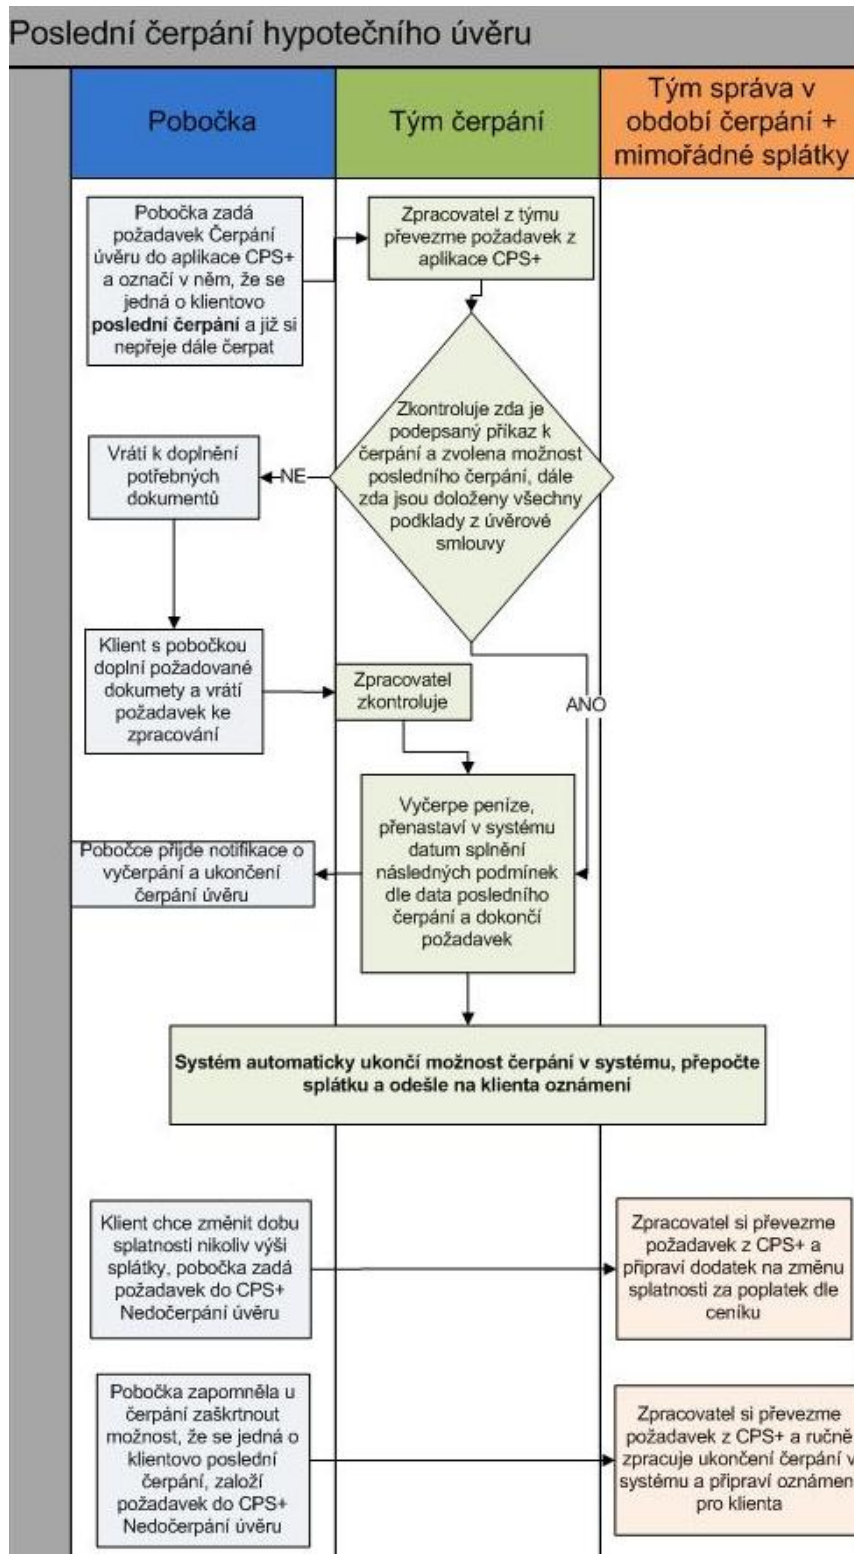 Poslední čerpání hypotečního úvěru
Pobočka
Tým čerpání
Tým správa v
období čerpání +
mimořádné splátky
Pobočka zadá
požadavek Čerpání
úvěru do aplikace CPS+
a označí v něm, že se
jedná o klientovo
poslední čerpání a již si
nepřeje dále čerpat
Zpracovatel z týmu
převezme požadavek z
aplikace CPS+
Zkontroluje zda je
podepsaný příkaz k
čerpání a zvolena možnost
posledního čerpání, dále
zda jsou doloženy všechny
podklady z úvěrové
smlouvy
NE
Vrátí k doplnění
potřebných
dokumentů
Klient s pobočkou
doplní požadované
dokumety a vrátí
požadavek ke
zpracování
Zpracovatel
zkontroluje
ANO
Vyčerpe peníze,
přenastaví v systému
datum splnění
následných podmínek
dle data posledního
čerpání a dokončí
požadavek
Pobočce přijde notifikace o
vyčerpání a ukončení
čerpání úvěru
Systém automaticky ukončí možnost čerpání v systému, přepočte
splátku a odešle na klienta oznámení
Klient chce změnit dobu
splatnosti nikoliv výši
splátky, pobočka zadá
požadavek do CPS+
Nedočerpání úvěru
Zpracovatel si převezme
požadavek z CPS+ a
připraví dodatek na změnu
splatnosti za poplatek dle
ceníku
Pobočka zapomněla u
čerpání zaškrtnout
možnost, že se jedná o
klientovo poslední
čerpání, založí
požadavek do CPS+
Nedočerpání úvěru
Zpracovatel si převezme
požadavek z CPS+ a ručně
zpracuje ukončení čerpání v
systému a připraví oznámen
pro klienta